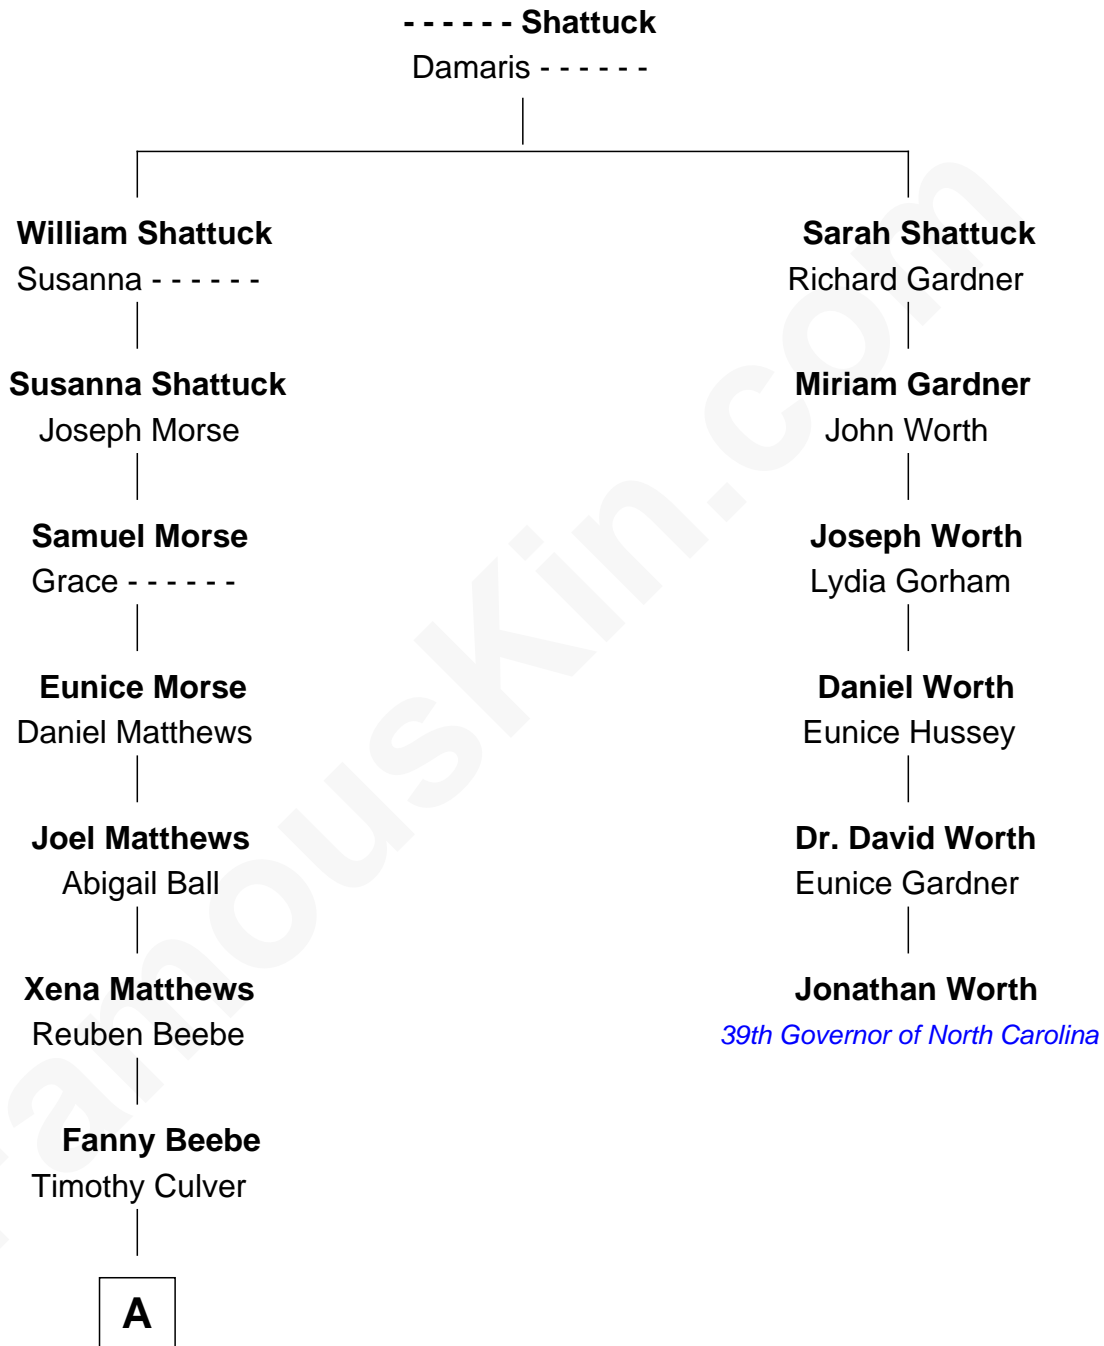 - - - - - - Shattuck
Damaris - - - - - -
William Shattuck
Susanna - - - - - -
Sarah Shattuck
Richard Gardner
Susanna Shattuck
Joseph Morse
Miriam Gardner
John Worth
Samuel Morse
Grace - - - - - -
Joseph Worth
Lydia Gorham
Eunice Morse
Daniel Matthews
Daniel Worth
Eunice Hussey
Joel Matthews
Abigail Ball
Dr. David Worth
Eunice Gardner
Xena Matthews
Reuben Beebe
Jonathan Worth
39th Governor of North Carolina
Fanny Beebe
Timothy Culver
A
FamousKin.com